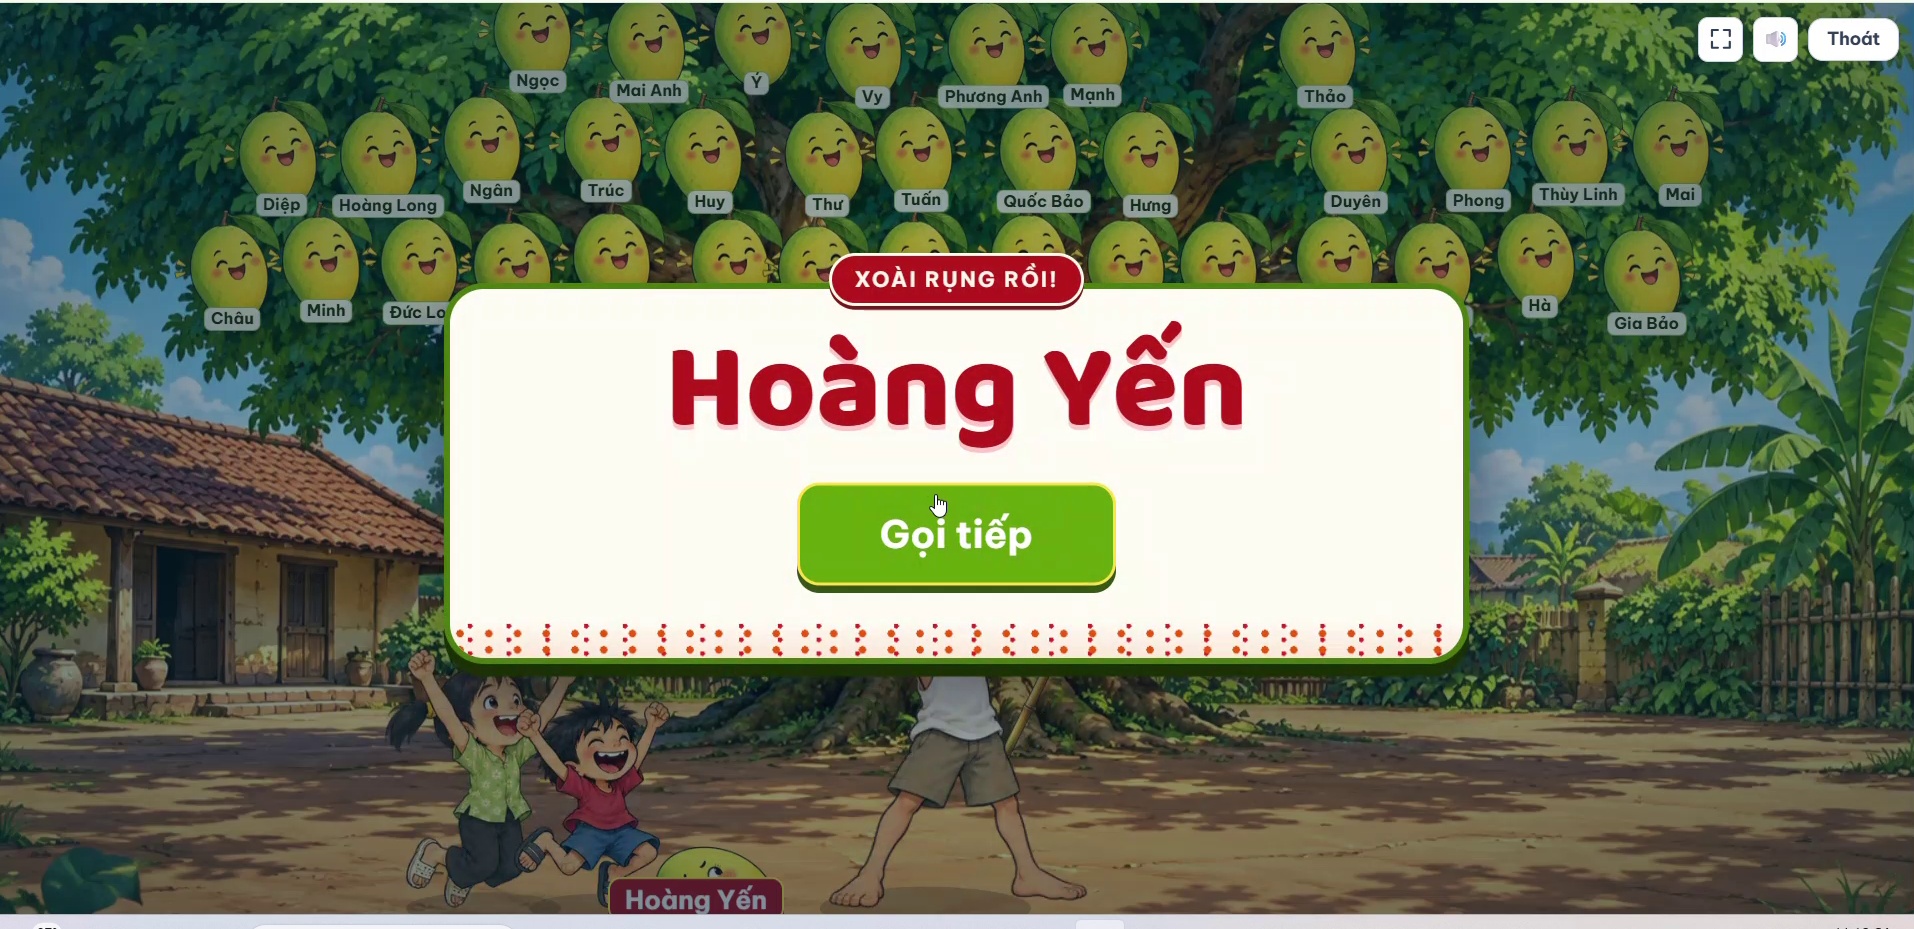 Thoát
Ngọc
Mai Anh
Ý
Vy
Phương Anh
Mạnh
Thảo
Diệp
Hoàng Long
Ngân
Trúc
Huy
Thư
Tuấn
Quốc Bảo
Hưng
Duyên
Phong
Thùy Linh
Mai
Châu
Minh
Đức Lo
Hà
Gia Bảo
XOÀI RỤNG RỒI!
Hoàng Yến
Gọi tiếp
Hoàng Yến